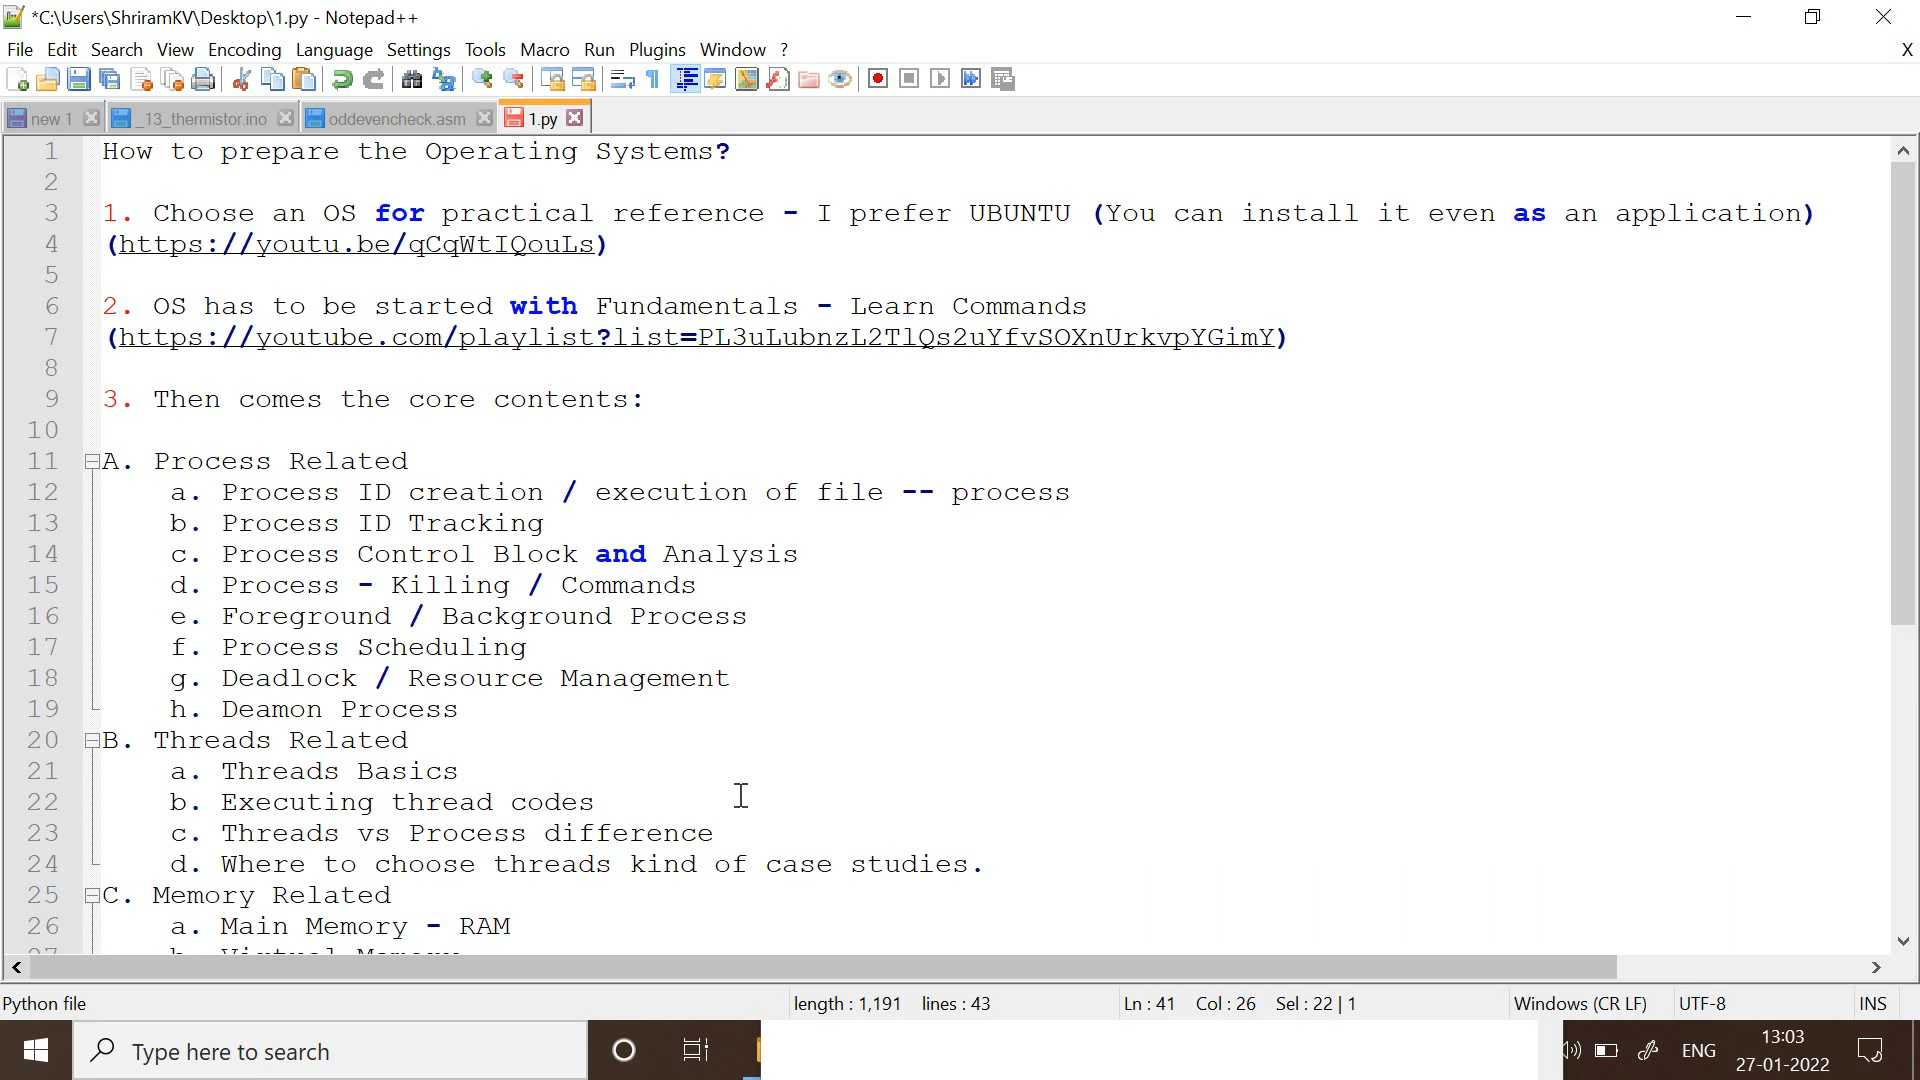 *C:\Users\ShriramKV\Desktop\1.py - Notepad++
File Edit Search View Encoding Language Settings Tools Macro Run Plugins Window ? X
new 1 _13_thermistor.ino oddevencheck.asm 1.py
1 How to prepare the Operating Systems?
2
3 1. Choose an OS for practical reference - I prefer UBUNTU (You can install it even as an application)
4 (https://youtu.be/qCqWtIQouLs)
5
6 2. OS has to be started with Fundamentals - Learn Commands
7 (https://youtube.com/playlist?list=PL3uLubnzL2TlQs2uYfvSOXnUrkvpYGimY)
8
9 3. Then comes the core contents:
10
11 A. Process Related
12 a. Process ID creation / execution of file -- process
13 b. Process ID Tracking
14 c. Process Control Block and Analysis
15 d. Process - Killing / Commands
16 e. Foreground / Background Process
17 f. Process Scheduling
18 g. Deadlock / Resource Management
19 h. Deamon Process
20 B. Threads Related
21 a. Threads Basics
22 b. Executing thread codes
23 c. Threads vs Process difference
24 d. Where to choose threads kind of case studies.
25 C. Memory Related
26 a. Main Memory - RAM
Python file length : 1,191 lines : 43 Ln : 41 Col : 26 Sel : 22 | 1 Windows (CR LF) UTF-8 INS
Type here to search ENG 13:03
27-01-2022